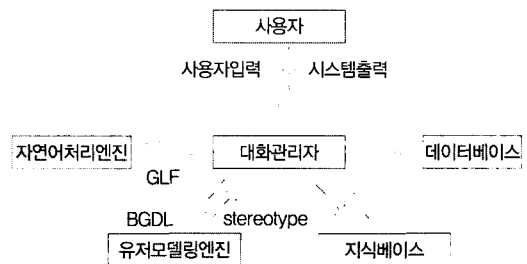 사용자
사용자입력 시스템출력
자연어처리엔진 대화관리자 데이터베이스
GLF
BGDL stereotype
유저모델링엔진 지식베이스